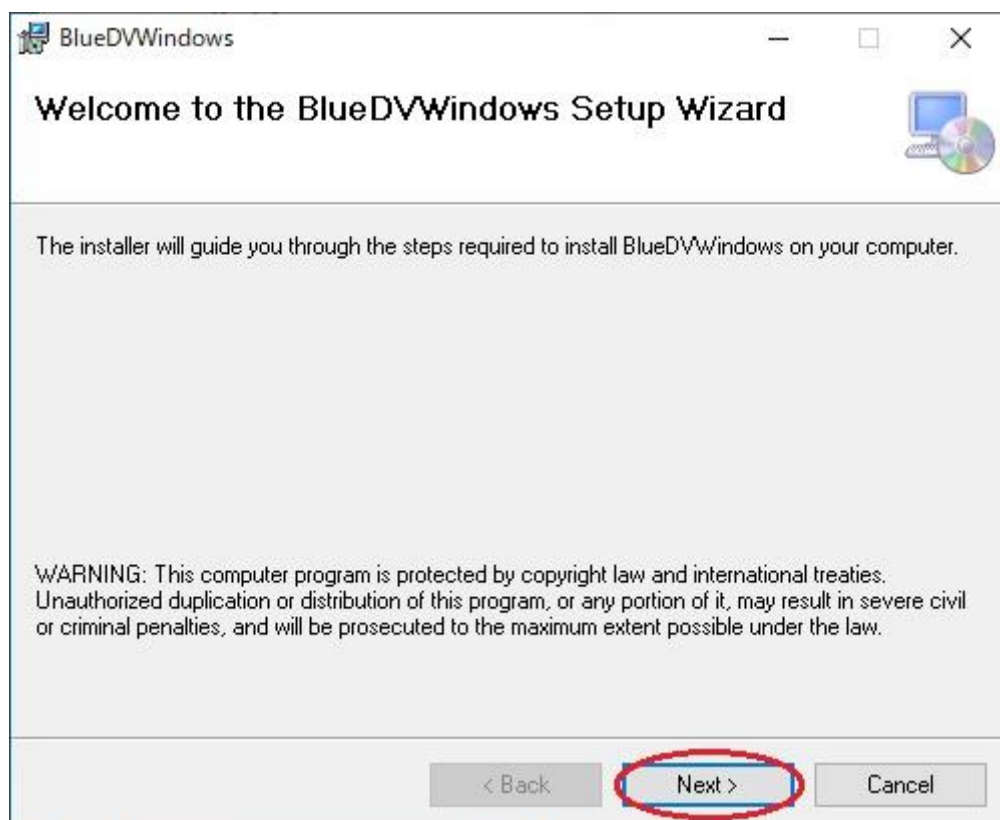 BlueDVWindows
Welcome to the BlueDVWindows Setup Wizard
The installer will guide you through the steps required to install BlueDVWindows on your computer.
WARNING: This computer program is protected by copyright law and international treaties.
Unauthorized duplication or distribution of this program, or any portion of it, may result in severe civil
or criminal penalties, and will be prosecuted to the maximum extent possible under the law.
< Back Next > Cancel